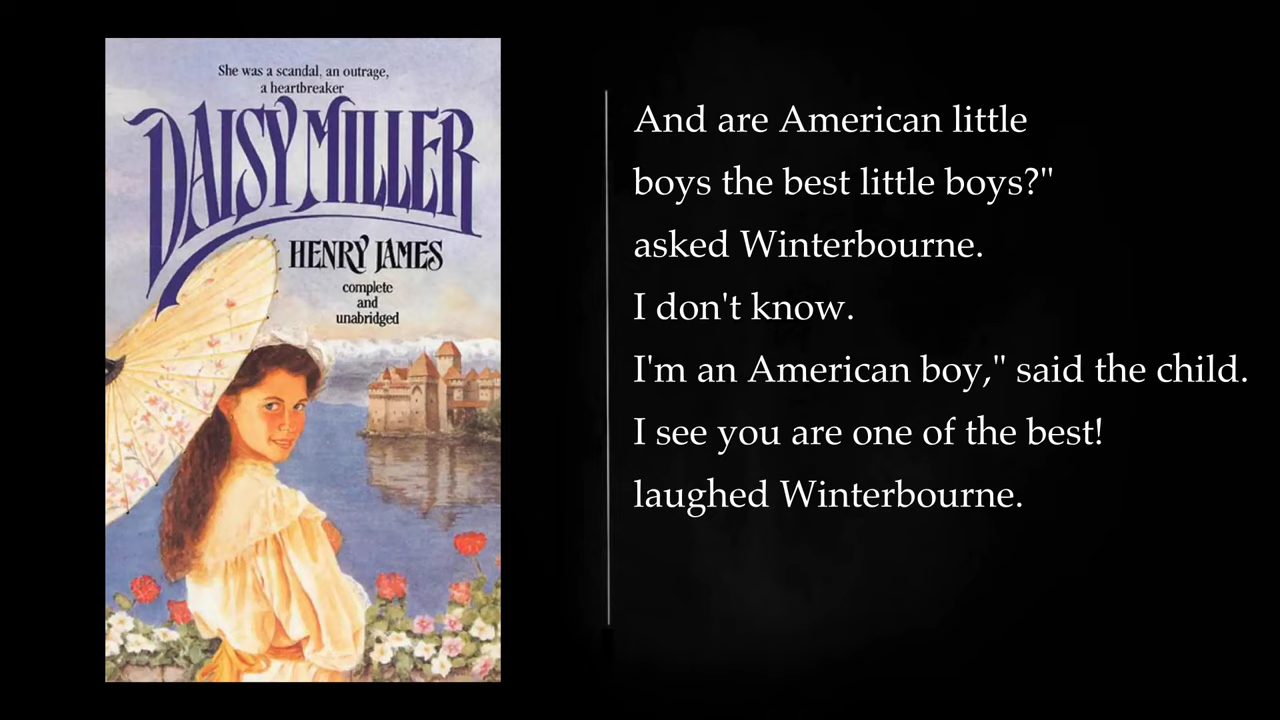 She was a scandal, an outrage,
a heartbreaker
DAISY MILLER
HENRY JAMES
complete
and
unabridged
And are American little
boys the best little boys?"
asked Winterbourne.
I don't know.
I'm an American boy," said the child.
I see you are one of the best!
laughed Winterbourne.